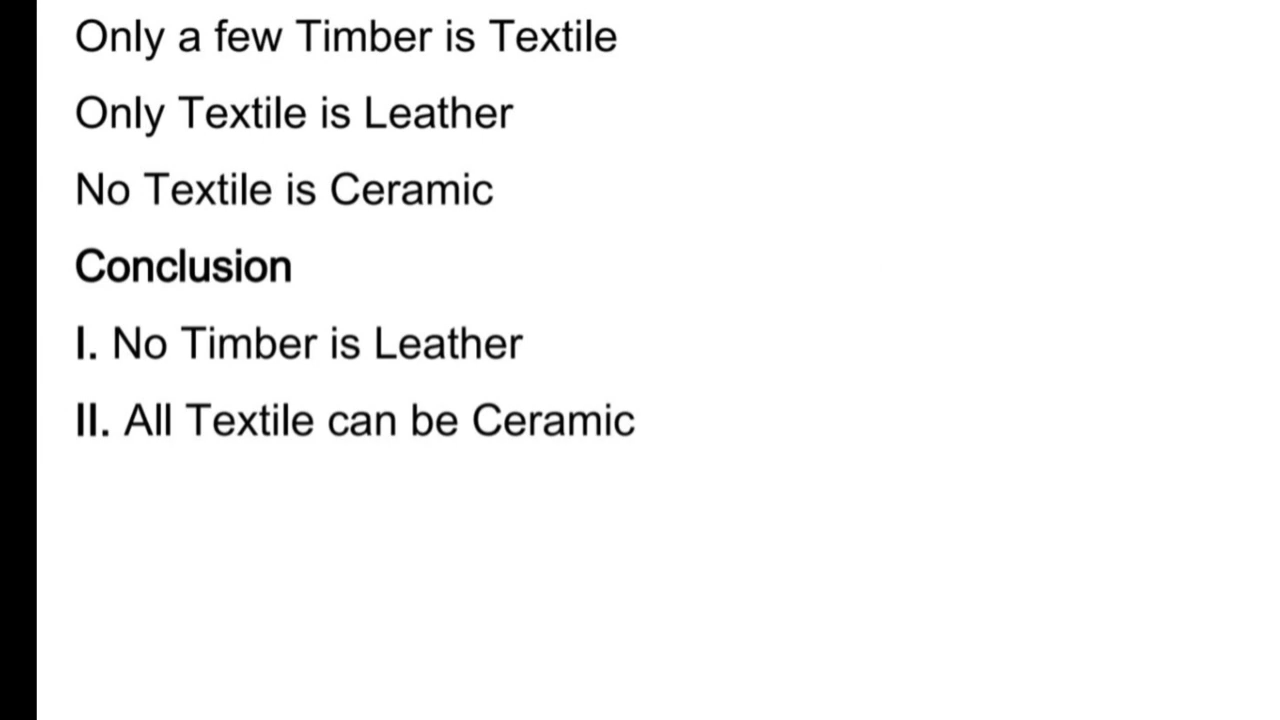 Only a few Timber is Textile
Only Textile is Leather
No Textile is Ceramic
Conclusion
I. No Timber is Leather
II. All Textile can be Ceramic